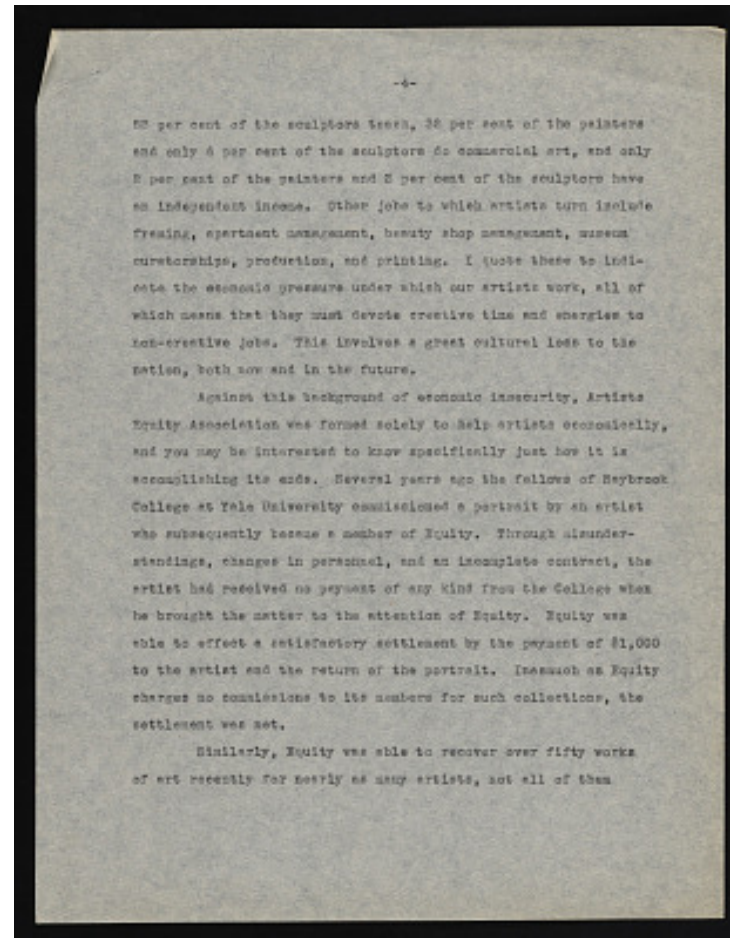 per cent of the sculptors teach, per cent of the painters
and only per cent of the sculptors do commercial art, and only
per cent of the painters and per cent of the sculptors have
an independent income. Other jobs to which artists turn include
framing, apartment management, beauty shop management, museum
curatorships, production, and printing. I quote these to indi-
cate the economic pressure under which our artists work, all of
which means that they must devote creative time and energies to
non-creative jobs. This involves a great cultural loss to the
nation, both now and in the future.
Against this background of economic insecurity, Artists
Equity Association was formed solely to help artists economically,
and you may be interested to know specifically just how it is
accomplishing its ends. Several years ago the fellows of
College at Yale University commissioned a portrait by an artist
who subsequently became a member of Equity. Through misunder-
standings, changes in personnel, and an incomplete contract, the
artist had received no payment of any kind from the College when
he brought the matter to the attention of Equity. Equity was
able to effect a satisfactory settlement by the payment of $1,000
to the artist and the return of the portrait. Inasmuch as Equity
charges no commissions to its members for such collections, the
settlement was net.
Similarly, Equity was able to recover over fifty works
of art recently for nearly as many artists, not all of them